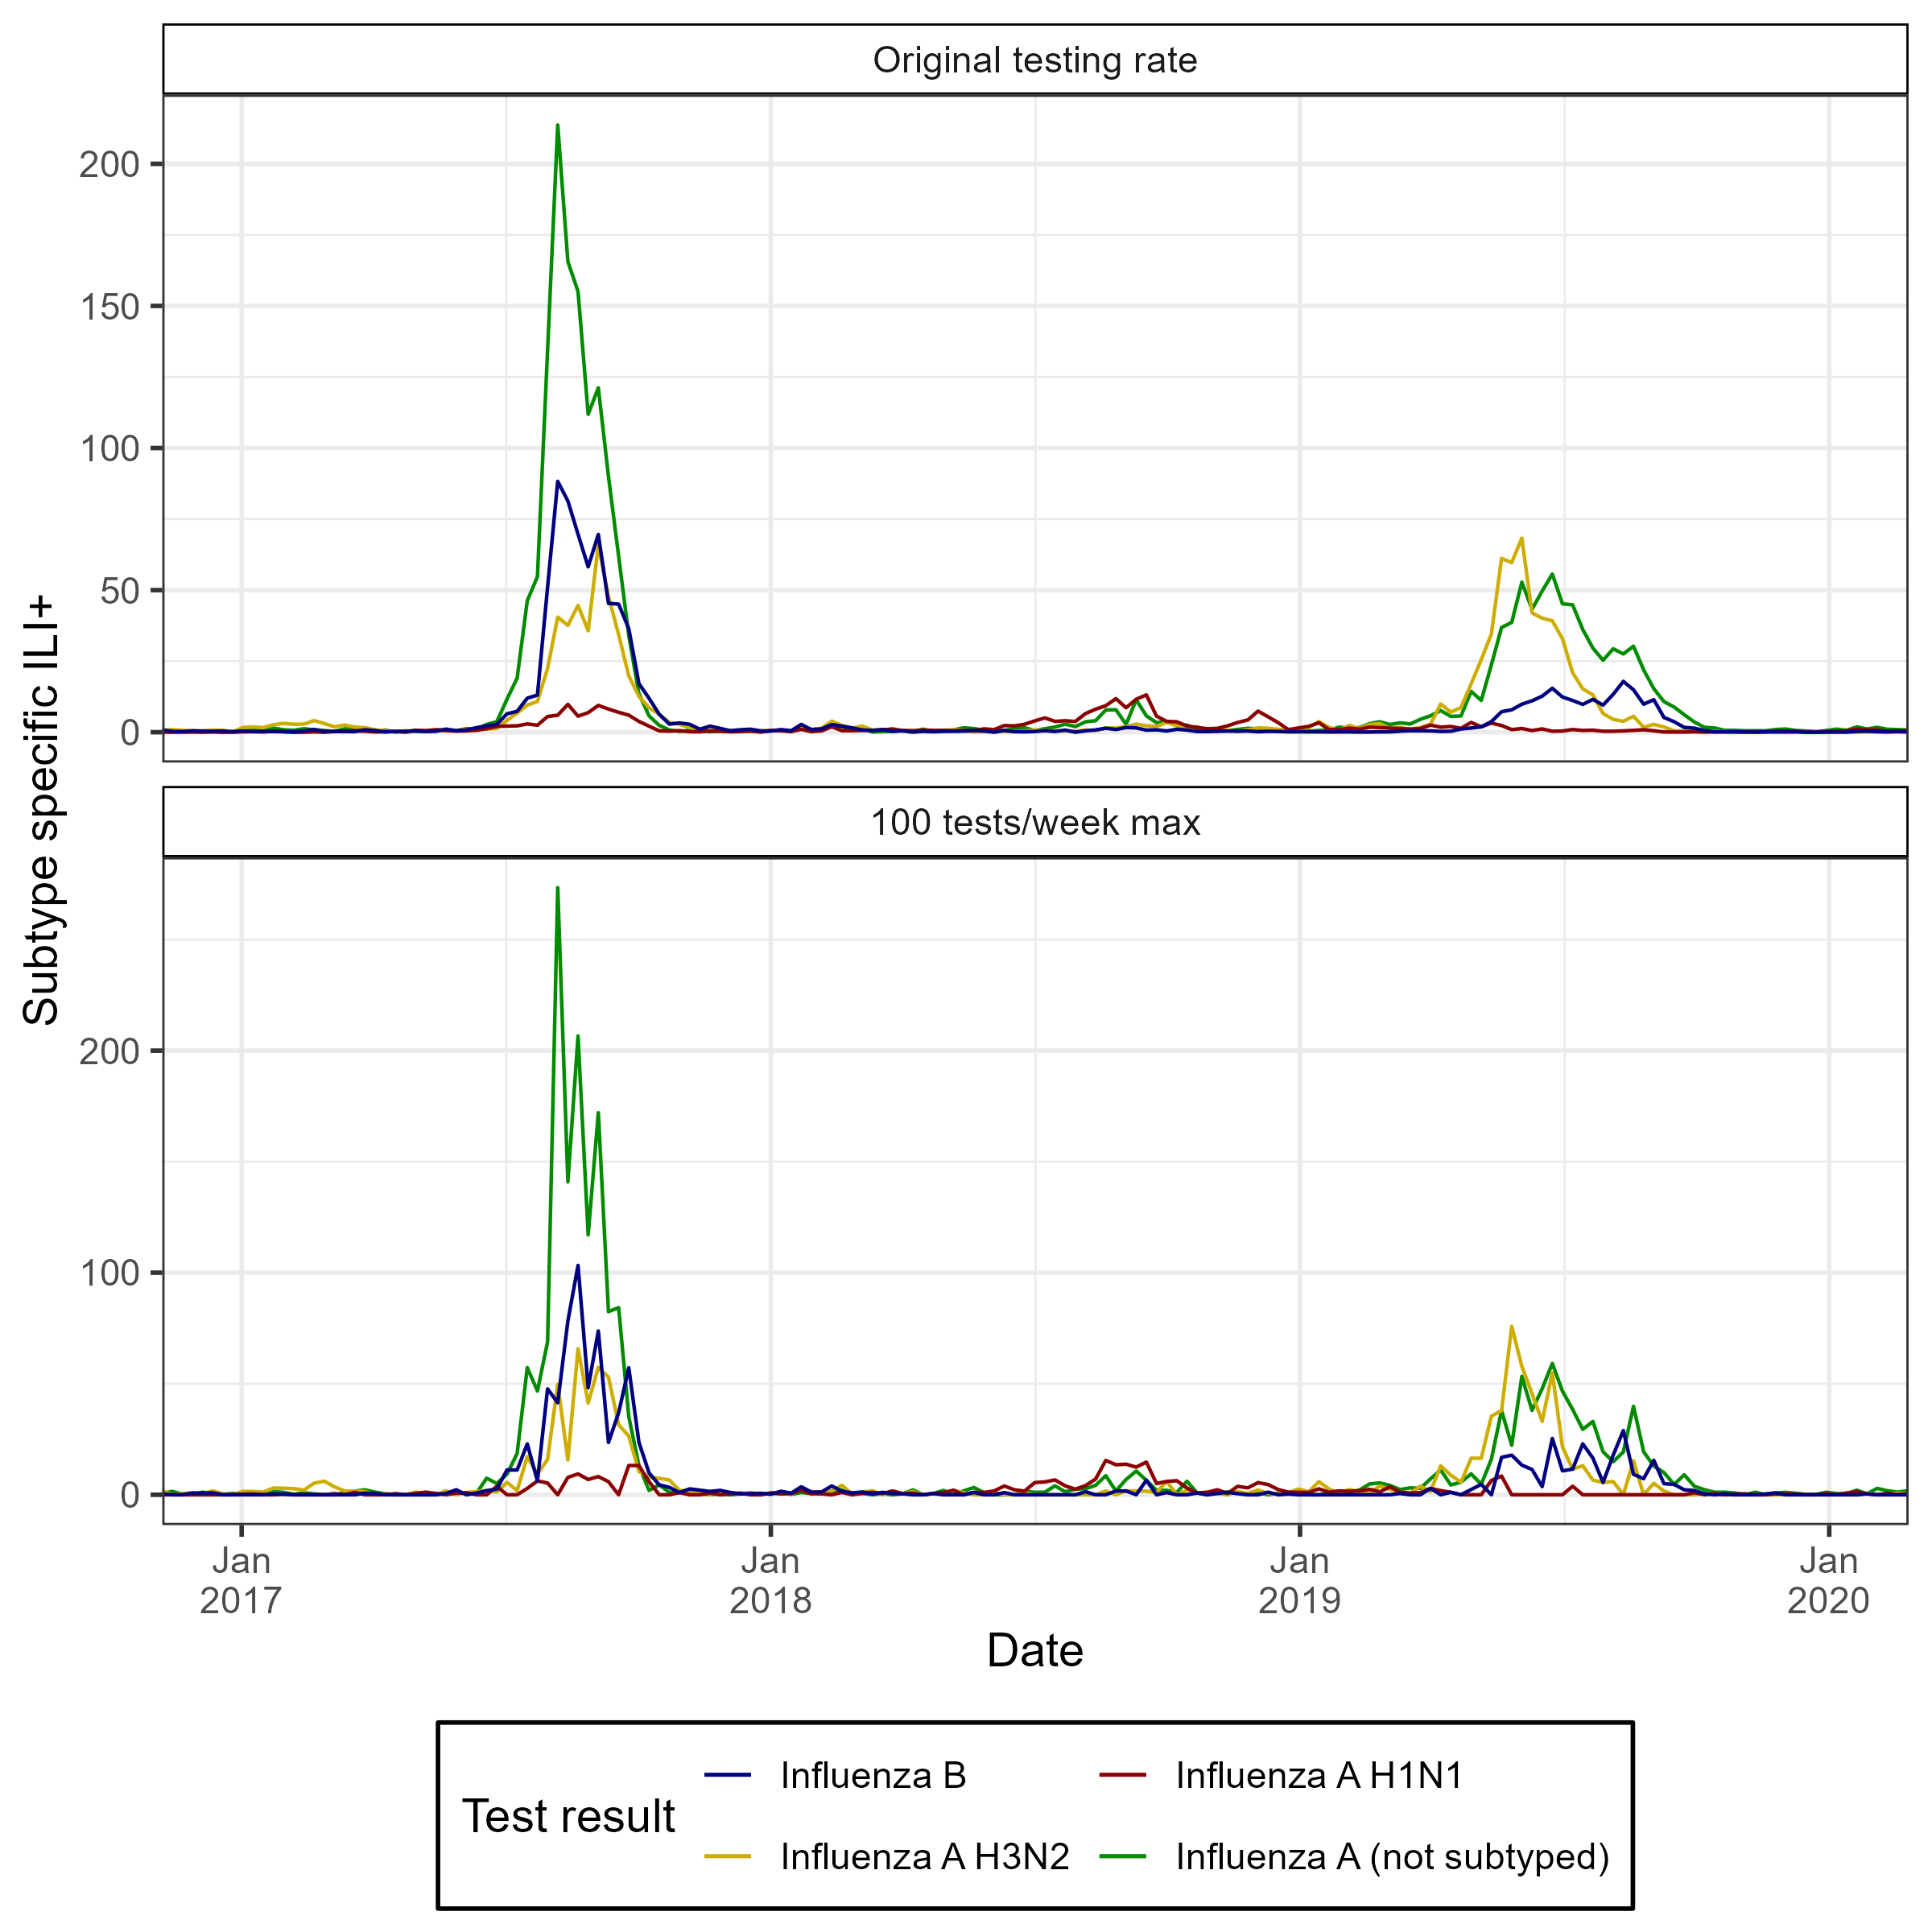 Original testing rate
200
150
100
50
0
Subtype specific ILI+
100 tests/week max
200
100
0
Jan
2017
Jan
2018
Jan
2019
Jan
2020
Date
Test result
Influenza B
Influenza A H1N1
Influenza A H3N2
Influenza A (not subtyped)